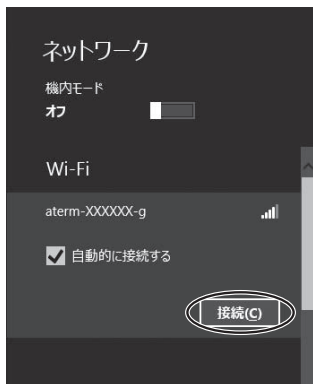 ネットワーク
機内モード
オフ
Wi-Fi
aterm-XXXXXX-g
自動的に接続する
接続(C)